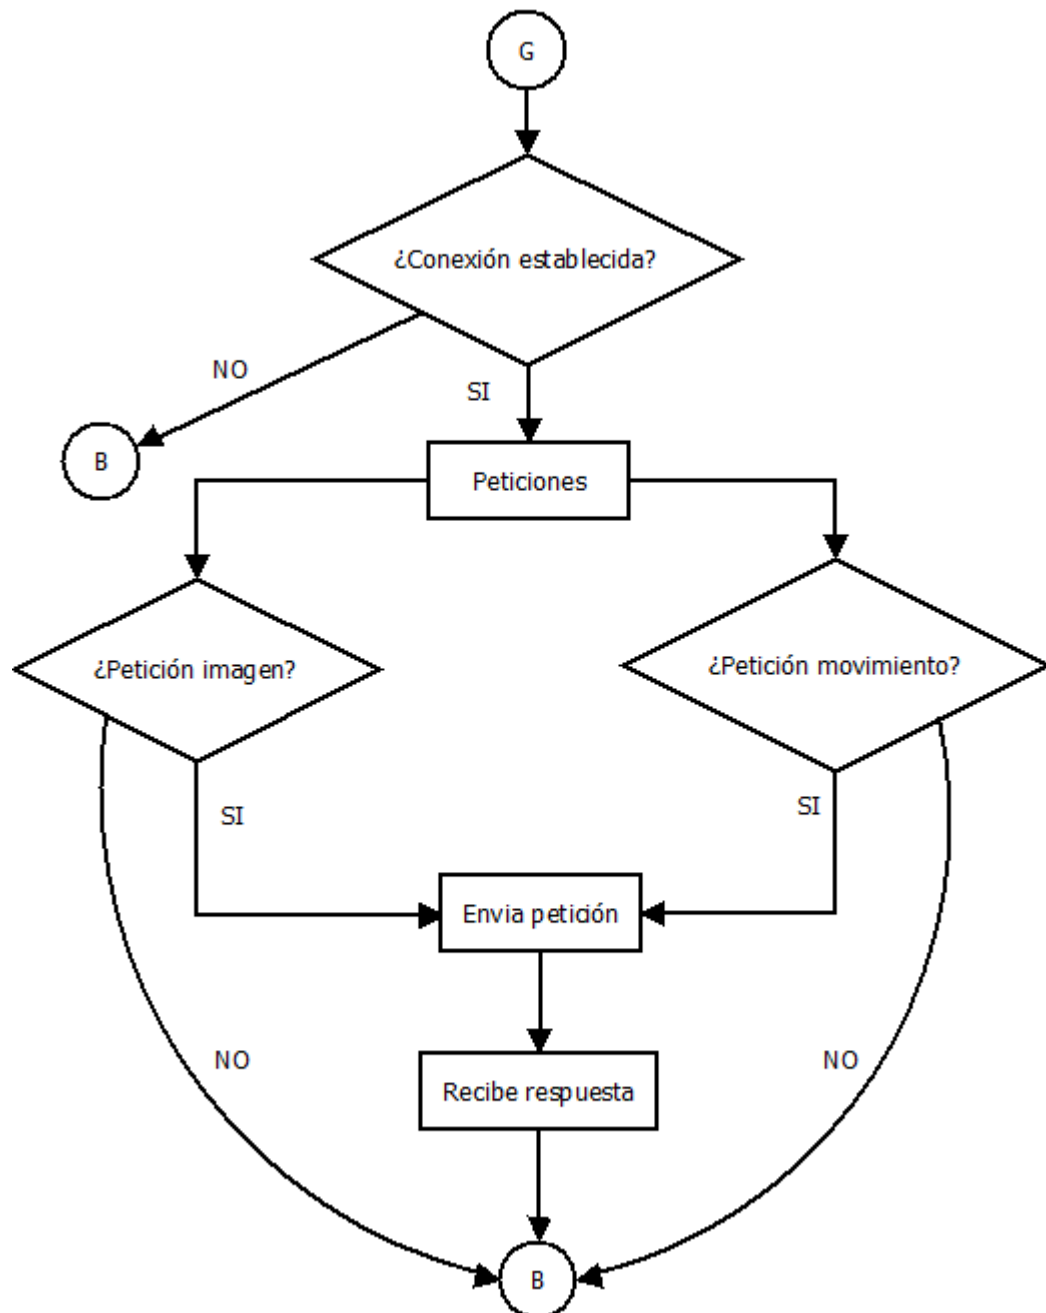 G
¿Conexión establecida?
NO
SI
B
Peticiones
¿Petición imagen?
¿Petición movimiento?
SI
SI
Envia petición
NO
NO
Recibe respuesta
B